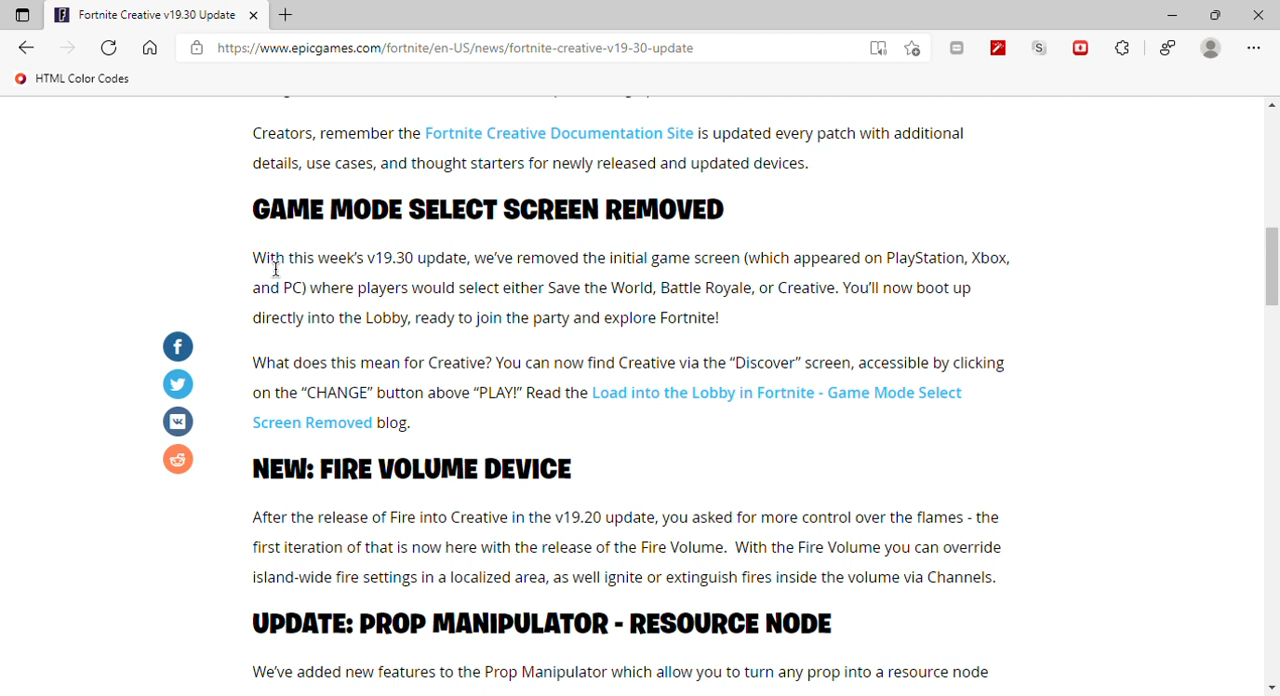 Fortnite Creative v19.30 Update
https://www.epicgames.com/fortnite/en-US/news/fortnite-creative-v19-30-update
HTML Color Codes
Creators, remember the Fortnite Creative Documentation Site is updated every patch with additional
details, use cases, and thought starters for newly released and updated devices.
GAME MODE SELECT SCREEN REMOVED
With this week's v19.30 update, we've removed the initial game screen (which appeared on PlayStation, Xbox,
and PC) where players would select either Save the World, Battle Royale, or Creative. You'll now boot up
directly into the Lobby, ready to join the party and explore Fortnite!
What does this mean for Creative? You can now find Creative via the “Discover” screen, accessible by clicking
on the “CHANGE” button above “PLAY!” Read the Load into the Lobby in Fortnite - Game Mode Select
Screen Removed blog.
NEW: FIRE VOLUME DEVICE
After the release of Fire into Creative in the v19.20 update, you asked for more control over the flames - the
first iteration of that is now here with the release of the Fire Volume.  With the Fire Volume you can override
island-wide fire settings in a localized area, as well ignite or extinguish fires inside the volume via Channels.
UPDATE: PROP MANIPULATOR - RESOURCE NODE
We've added new features to the Prop Manipulator which allow you to turn any prop into a resource node